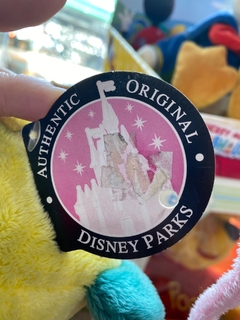 AUTHENTIC • ORIGINAL •
DISNEY PARKS